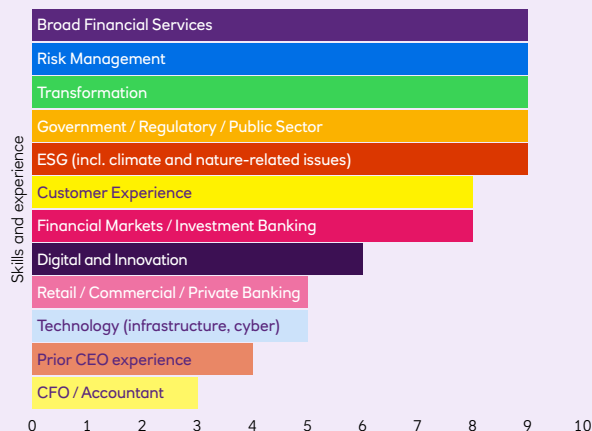 Skills and experience
Broad Financial Services
Risk Management
Transformation
Government / Regulatory / Public Sector
ESG (incl. climate and nature-related issues)
Customer Experience
Financial Markets / Investment Banking
Digital and Innovation
Retail / Commercial / Private Banking
Technology (infrastructure, cyber)
Prior CEO experience
CFO / Accountant
0 1 2 3 4 5 6 7 8 9 10